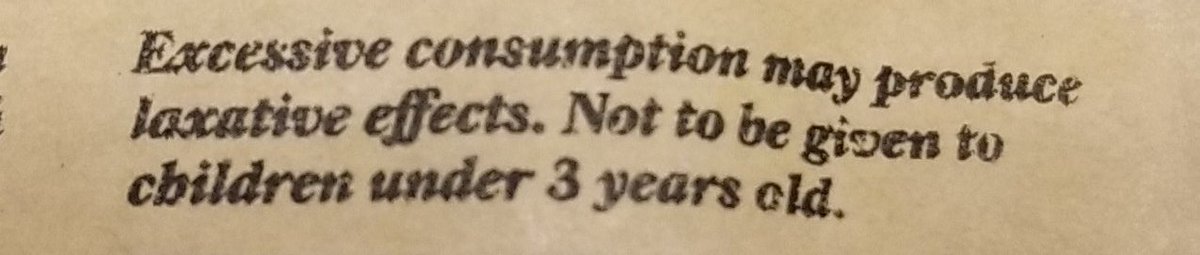 Excessive consumption may produce
laxative effects. Not to be given to
children under 3 years old.